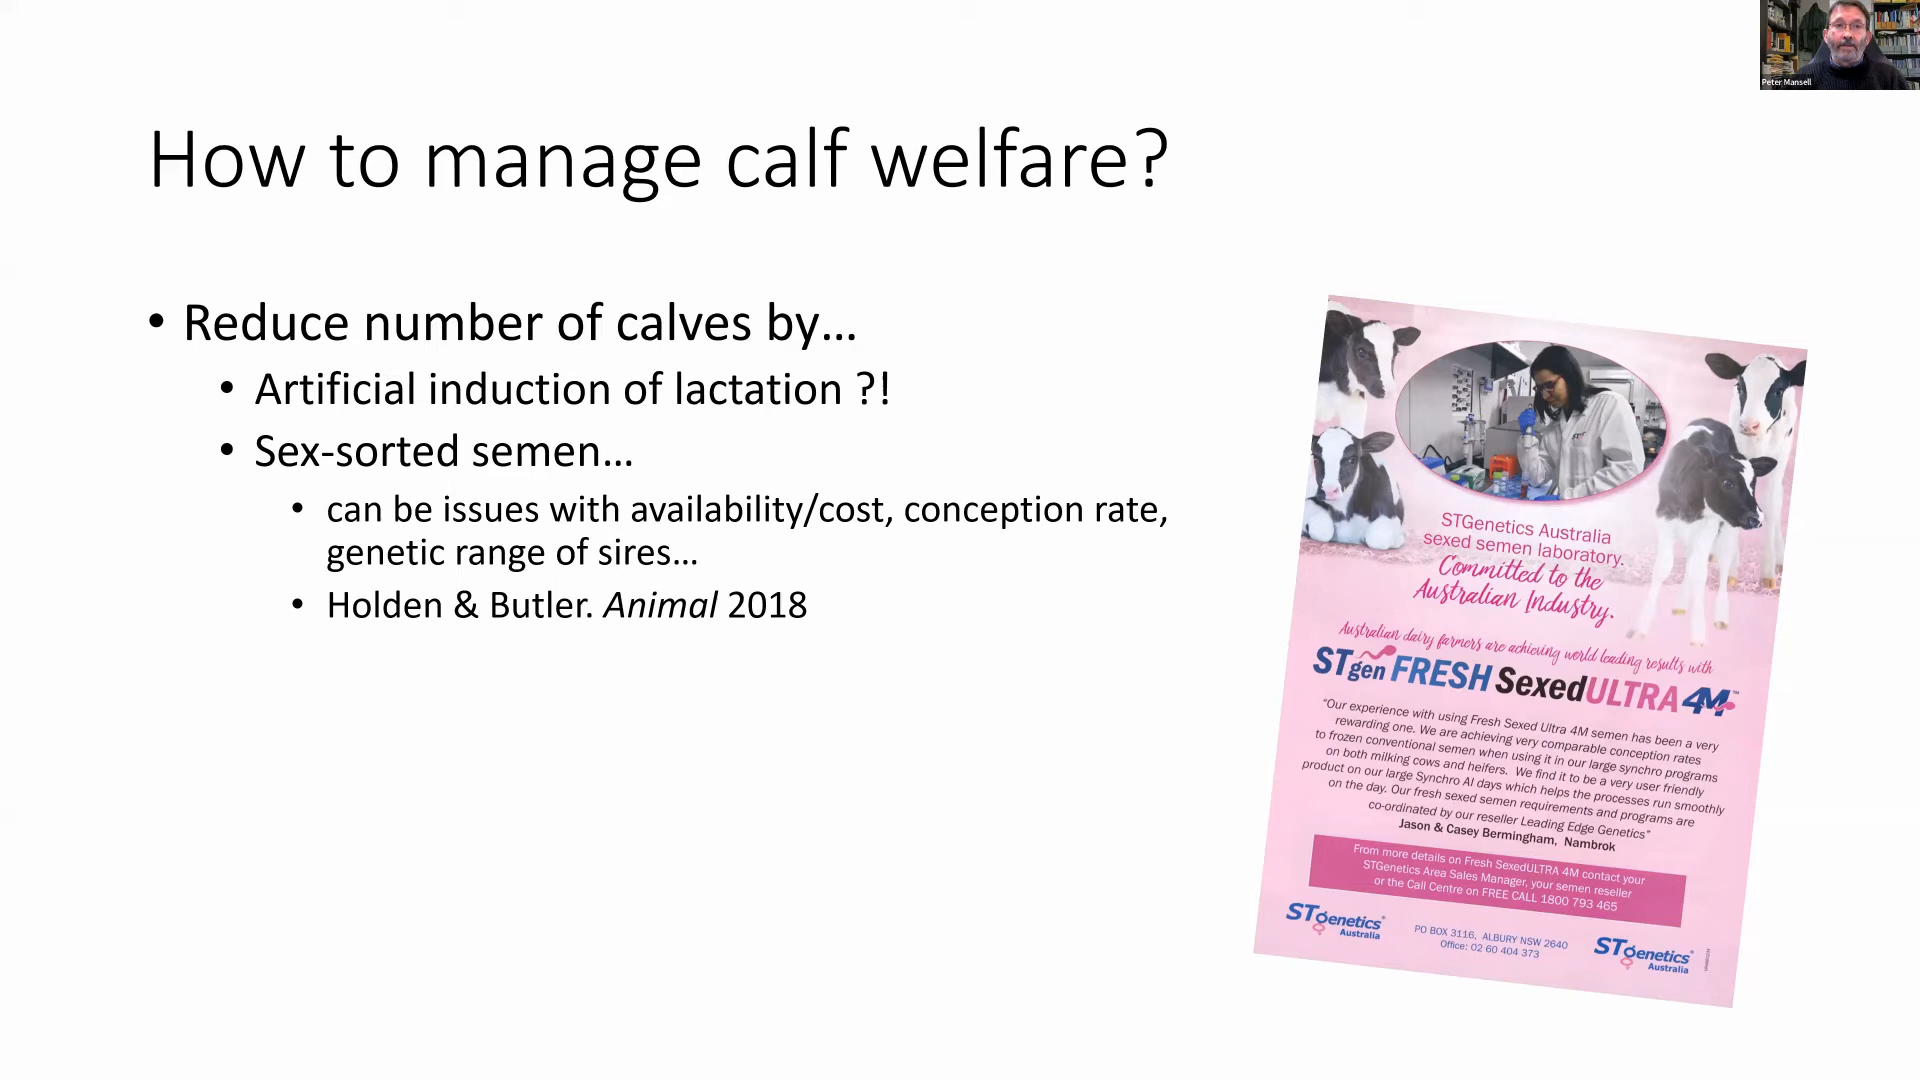 Peter Mansell
How to manage calf welfare?
• Reduce number of calves by...
• Artificial induction of lactation ?!
• Sex-sorted semen...
• can be issues with availability/cost, conception rate,
genetic range of sires...
• Holden & Butler. Animal 2018
STGenetics Australia
sexed semen laboratory.
Committed to the
Australian Industry.
Australian dairy farmers are achieving world leading results with
STgen FRESH SexedULTRA 4M™
"Our experience with using Fresh Sexed Ultra 4M semen has been a very
rewarding one. We are achieving very comparable conception rates
to frozen conventional semen when using it in our large synchro programs
on both milking cows and heifers. We find it to be a very user friendly
product on our large Synchro AI days which helps the processes run smoothly
on the day. Our fresh sexed semen requirements and programs are
co-ordinated by our reseller Leading Edge Genetics"
Jason & Casey Bermingham, Nambrok
From more details on Fresh SexedULTRA 4M contact your
STGenetics Area Sales Manager, your semen reseller
or the Call Centre on FREE CALL 1800 793 465
STgenetics®
Australia
PO BOX 3116, ALBURY NSW 2640
Office: 02 60 404 373
STgenetics®
Australia